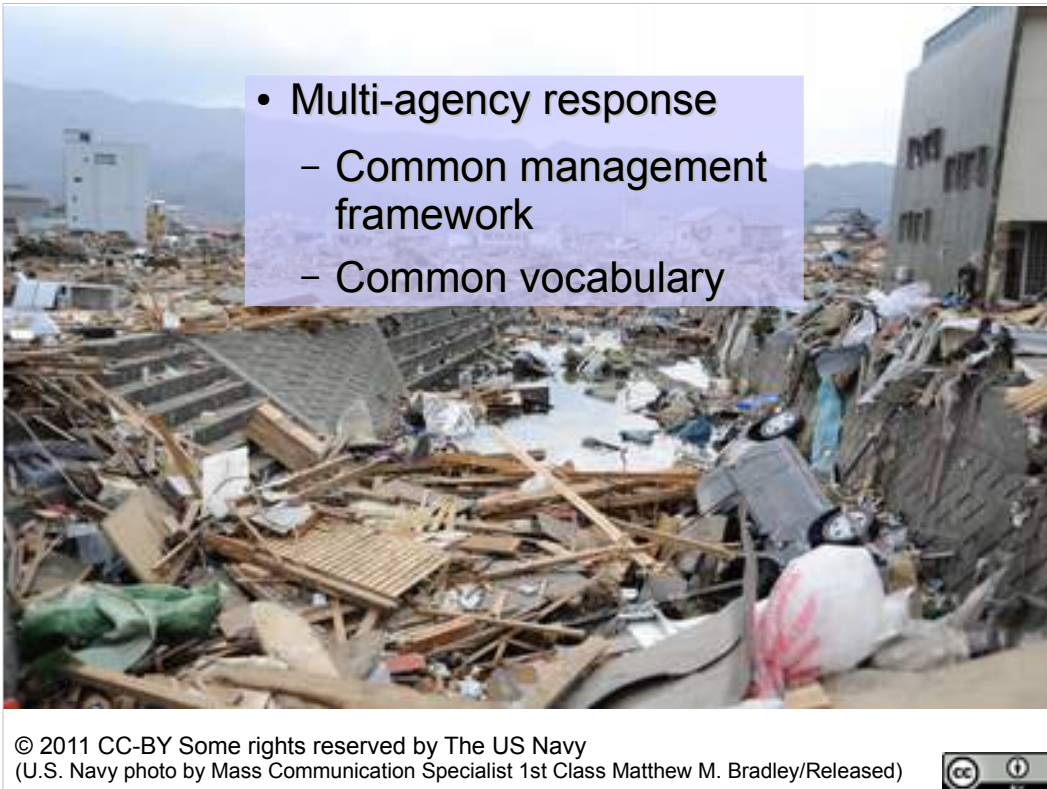 • Multi-agency response
– Common management
framework
– Common vocabulary
© 2011 CC-BY Some rights reserved by The US Navy
(U.S. Navy photo by Mass Communication Specialist 1st Class Matthew M. Bradley/Released)
cc